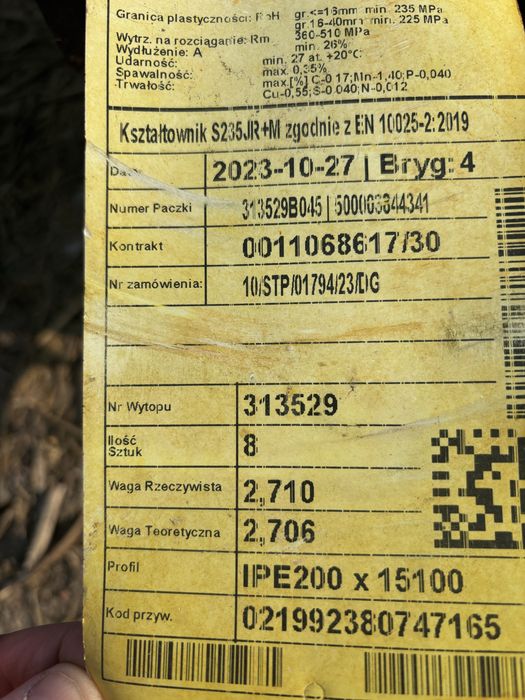 Granica plastyczności: ReH gr.<=16mm min. 235 MPa
gr.16-40mm min. 225 MPa
Wytrz. na rozciąganie: Rm 360-510 MPa
Wydłużenie: A min. 26%
Udarność: min. 27 at. +20°C
Spawalność: max. 0,35%
Trwałość: max.[%] C-0,17;Mn-1,40;P-0,040
Cu-0,55;S-0,040;N-0,012
Kształtownik S235JR+M zgodnie z EN 10025-2:2019
Data 2023-10-27 | Bryg: 4
Numer Paczki 313529B045 | 500003844341
Kontrakt 0011068617/30
Nr zamówienia: 10/STP/01794/23/DG
Nr Wytopu 313529
Ilość Sztuk 8
Waga Rzeczywista 2,710
Waga Teoretyczna 2,706
Profil IPE200 x 15100
Kod przyw. 021992380747165